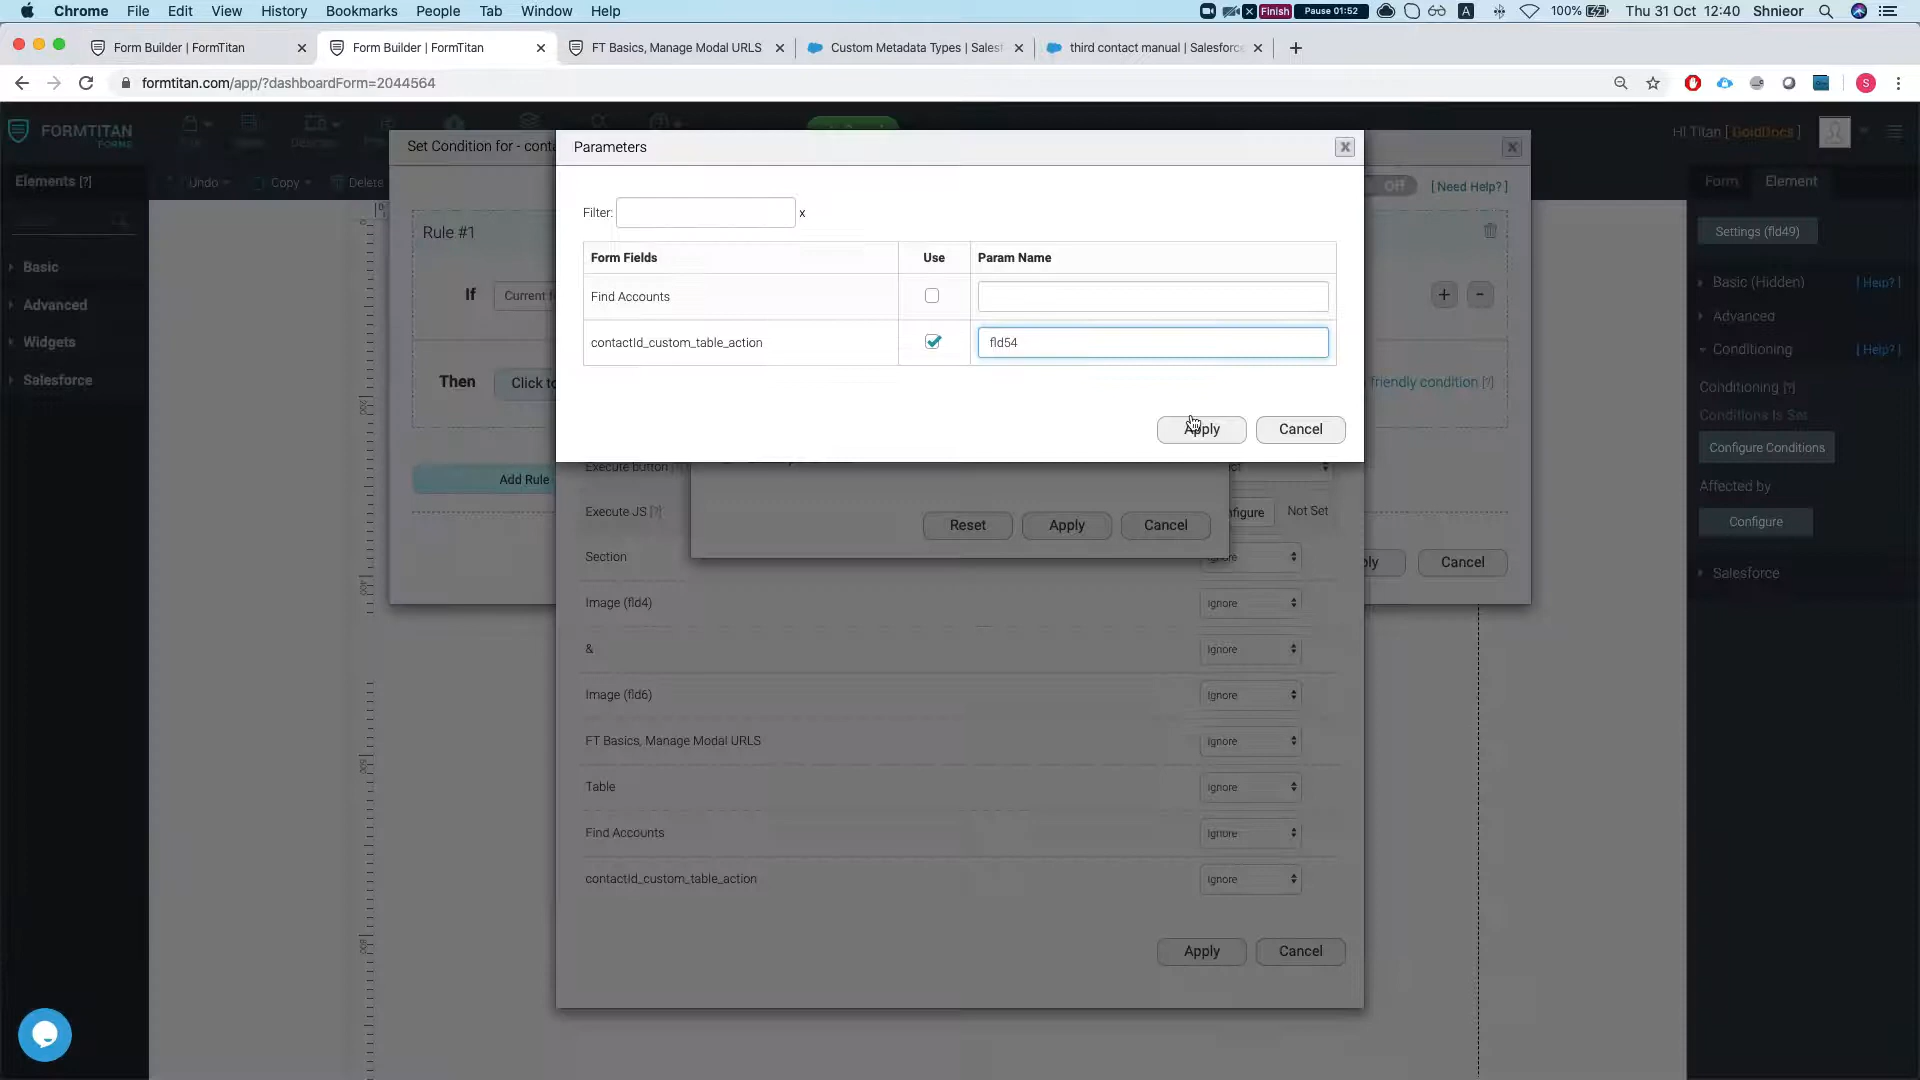 Chrome File Edit View History Bookmarks People Tab Window Help
Finish Pause 01:52 A 100% Thu 31 Oct 12:40 Shnieor
Form Builder | FormTitan
Form Builder | FormTitan
FT Basics, Manage Modal URLS
Custom Metadata Types | Sales
third contact manual | Salesforce
formtitan.com/app/?dashboardForm=2044564
S
FORMTITAN
FORMS
Hi Titan [ GoldDocs ]
Elements [?]
Undo
Copy
Delete
Basic
Advanced
Widgets
Salesforce
Set Condition for - conta
Off
[ Need Help? ]
Rule #1
If
Current f
Then
Click to
friendly condition [?]
Add Rule
Cancel
Parameters
x
Filter:
x
Form Fields Use Param Name
Find Accounts
contactId_custom_table_action
fld54
Apply Cancel
Execute button
Execute JS [?]
figure
Not Set
Reset Apply Cancel
Section
Ignore
Image (fld4)
Ignore
&
Ignore
Image (fld6)
Ignore
FT Basics, Manage Modal URLS
Ignore
Table
Ignore
Find Accounts
Ignore
contactId_custom_table_action
Ignore
Apply Cancel
Form Element
Settings (fld49)
Basic (Hidden) [ Help? ]
Advanced
Conditioning [ Help? ]
Conditioning [?]
Conditions Is Set
Configure Conditions
Affected by
Configure
Salesforce